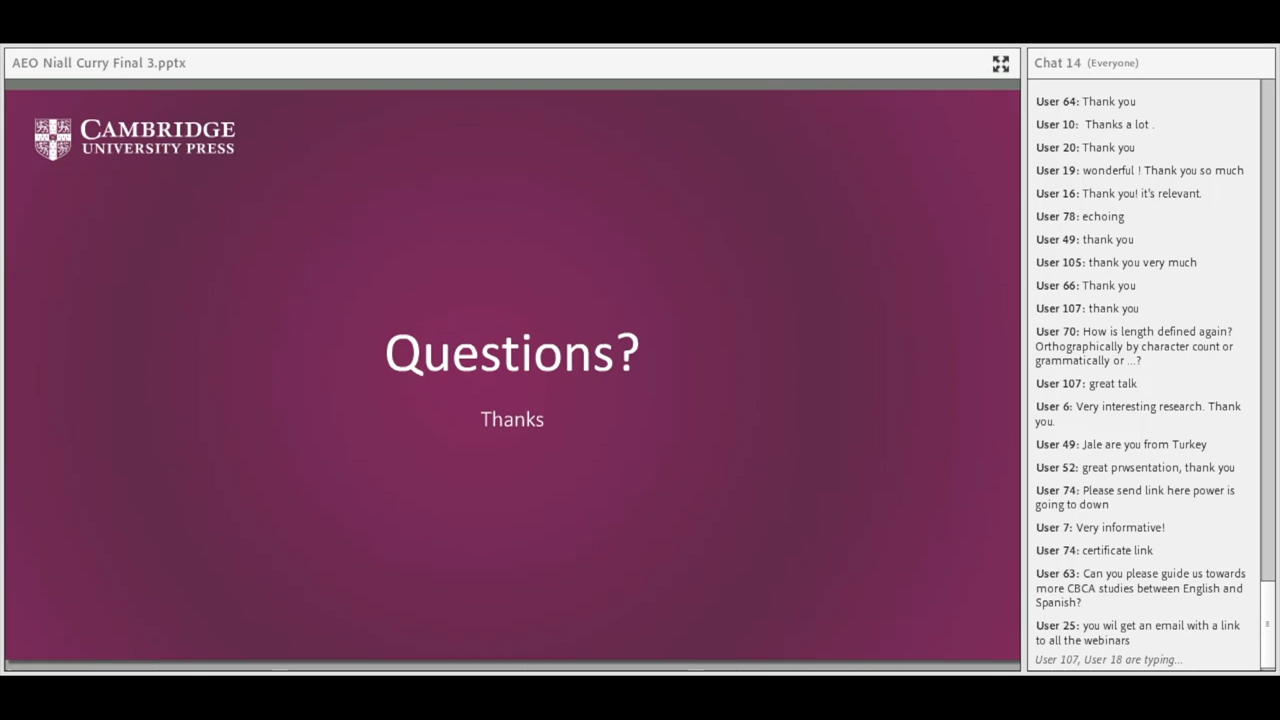 AEO Niall Curry Final 3.pptx
CAMBRIDGE
UNIVERSITY PRESS
Questions?
Thanks
Chat 14 (Everyone)
User 64: Thank you
User 10: Thanks a lot .
User 20: Thank you
User 19: wonderful ! Thank you so much
User 16: Thank you! it's relevant.
User 78: echoing
User 49: thank you
User 105: thank you very much
User 66: Thank you
User 107: thank you
User 70: How is length defined again?
Orthographically by character count or
grammatically or ...?
User 107: great talk
User 6: Very interesting research. Thank
you.
User 49: Jale are you from Turkey
User 52: great prwsentation, thank you
User 74: Please send link here power is
going to down
User 7: Very informative!
User 74: certificate link
User 63: Can you please guide us towards
more CBCA studies between English and
Spanish?
User 25: you wil get an email with a link
to all the webinars
User 107, User 18 are typing...